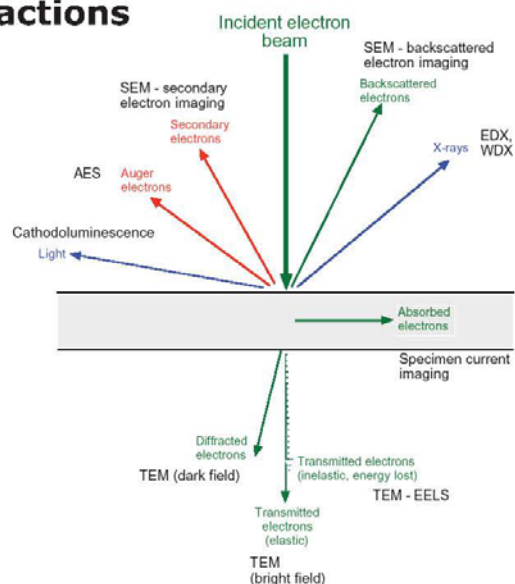 actions
Incident electron
beam
SEM - backscattered
electron imaging
Backscattered
electrons
SEM - secondary
electron imaging
Secondary
electrons
EDX,
WDX
X-rays
AES
Auger
electrons
Cathodoluminescence
Light
Absorbed
electrons
Specimen current
imaging
Diffracted
electrons
TEM (dark field)
Transmitted electrons
(inelastic, energy lost)
TEM - EELS
Transmitted
electrons
(elastic)
TEM
(bright field)